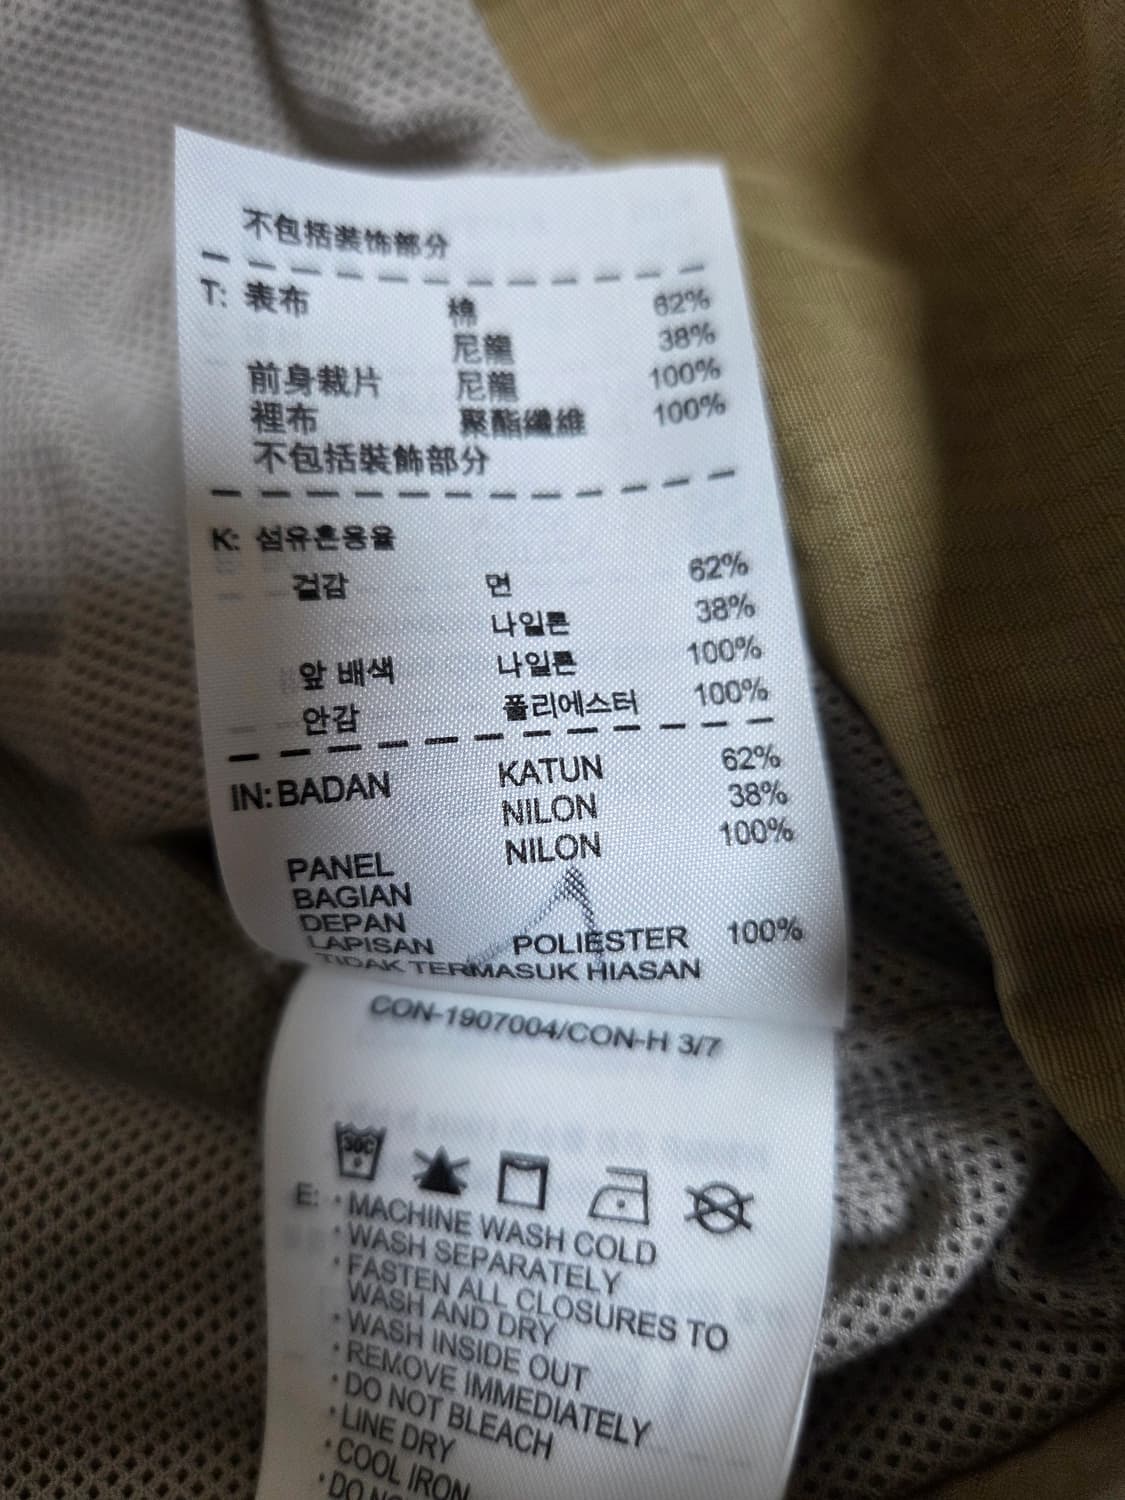 不包括装饰部分
T: 表布 棉 62%
尼龍 38%
前身裁片 尼龍 100%
裡布 聚酯纖維 100%
不包括裝飾部分
K: 섬유혼용율
겉감 면 62%
나일론 38%
앞 배색 나일론 100%
안감 폴리에스터 100%
IN: BADAN KATUN 62%
NILON 38%
PANEL NILON 100%
BAGIAN
DEPAN
LAPISAN POLIESTER 100%
TIDAK TERMASUK HIASAN
CON-1907004/CON-H 3/7
30C
E: • MACHINE WASH COLD
• WASH SEPARATELY
• FASTEN ALL CLOSURES TO
WASH AND DRY
• WASH INSIDE OUT
• REMOVE IMMEDIATELY
• DO NOT BLEACH
• LINE DRY
• COOL IRON
• DO